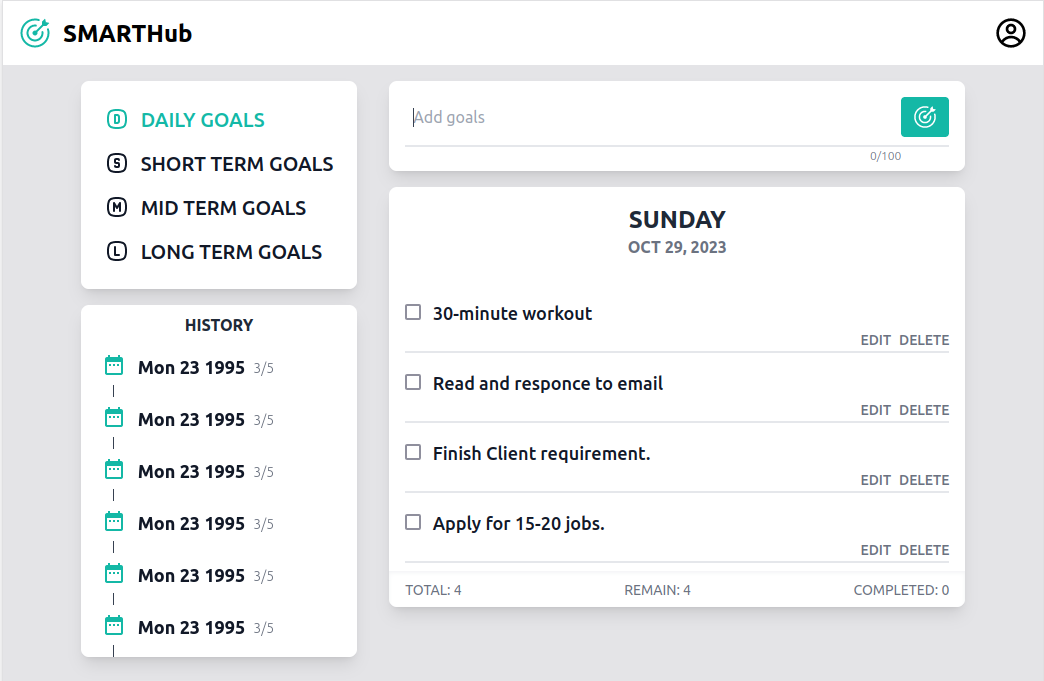 SMARTHub
D DAILY GOALS
S SHORT TERM GOALS
M MID TERM GOALS
L LONG TERM GOALS
HISTORY
Mon 23 1995 3/5
Mon 23 1995 3/5
Mon 23 1995 3/5
Mon 23 1995 3/5
Mon 23 1995 3/5
Mon 23 1995 3/5
Add goals
0/100
SUNDAY
OCT 29, 2023
30-minute workout
EDIT DELETE
Read and responce to email
EDIT DELETE
Finish Client requirement.
EDIT DELETE
Apply for 15-20 jobs.
EDIT DELETE
TOTAL: 4 REMAIN: 4 COMPLETED: 0